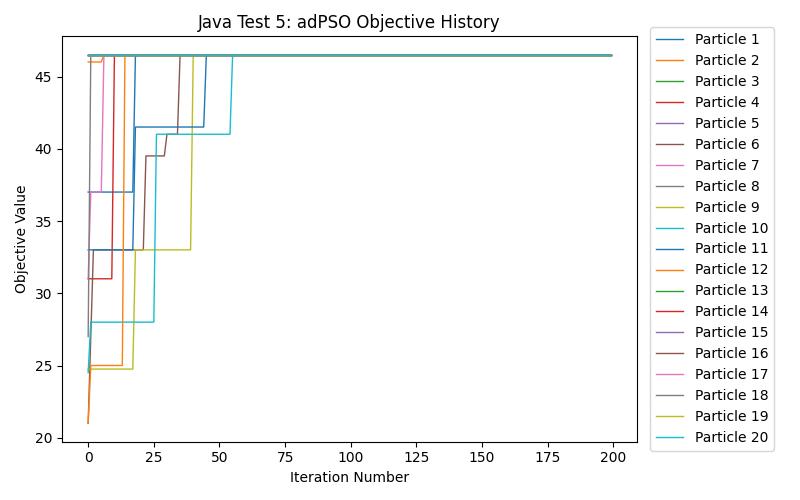 Java Test 5: adPSO Objective History
Objective Value
45
40
35
30
25
20
0
25
50
75
100
125
150
175
200
Iteration Number
Particle 1
Particle 2
Particle 3
Particle 4
Particle 5
Particle 6
Particle 7
Particle 8
Particle 9
Particle 10
Particle 11
Particle 12
Particle 13
Particle 14
Particle 15
Particle 16
Particle 17
Particle 18
Particle 19
Particle 20